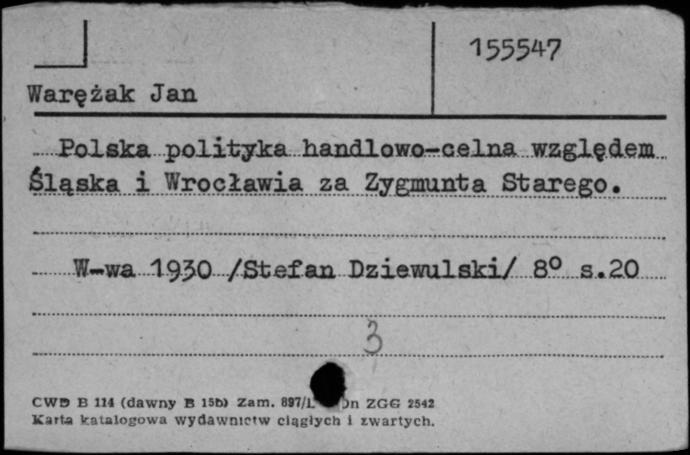 155547
Warężak Jan
Polska polityka handlowo-celna względem
Śląska i Wrocławia za Zygmunta Starego.
W-wa 1930 /Stefan Dziewulski/ 8° s.20
3
CWD B 114 (dawny B 15b) Zam. 897/L ZGG 2542
Karta katalogowa wydawnictw ciągłych i zwartych.